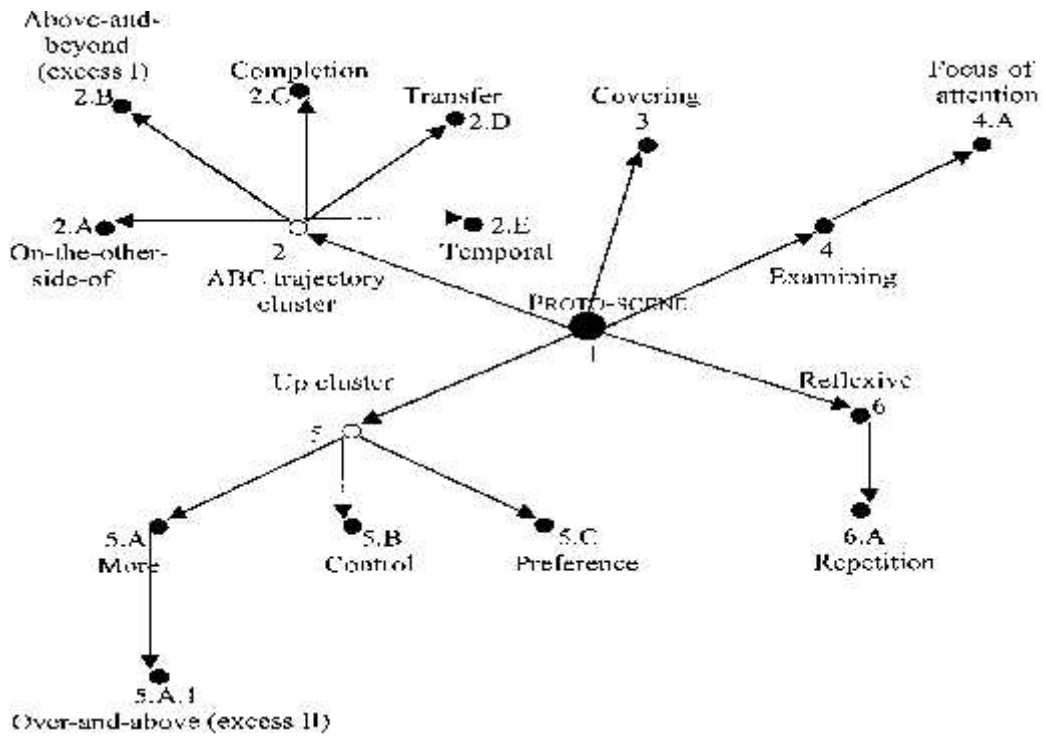 Above-and-
beyond
(excess I)
2.B
Completion
2.C
Transfer
2.D
Covering
3
Focus of
attention
4.A
2.A
On-the-other-
side-of
2
ABC trajectory
cluster
2.E
Temporal
4
Examining
PROTO-SCENE
1
Up cluster
5
Reflexive
6
5.A
More
5.B
Control
5.C
Preference
6.A
Repetition
5.A.1
Over-and-above (excess II)